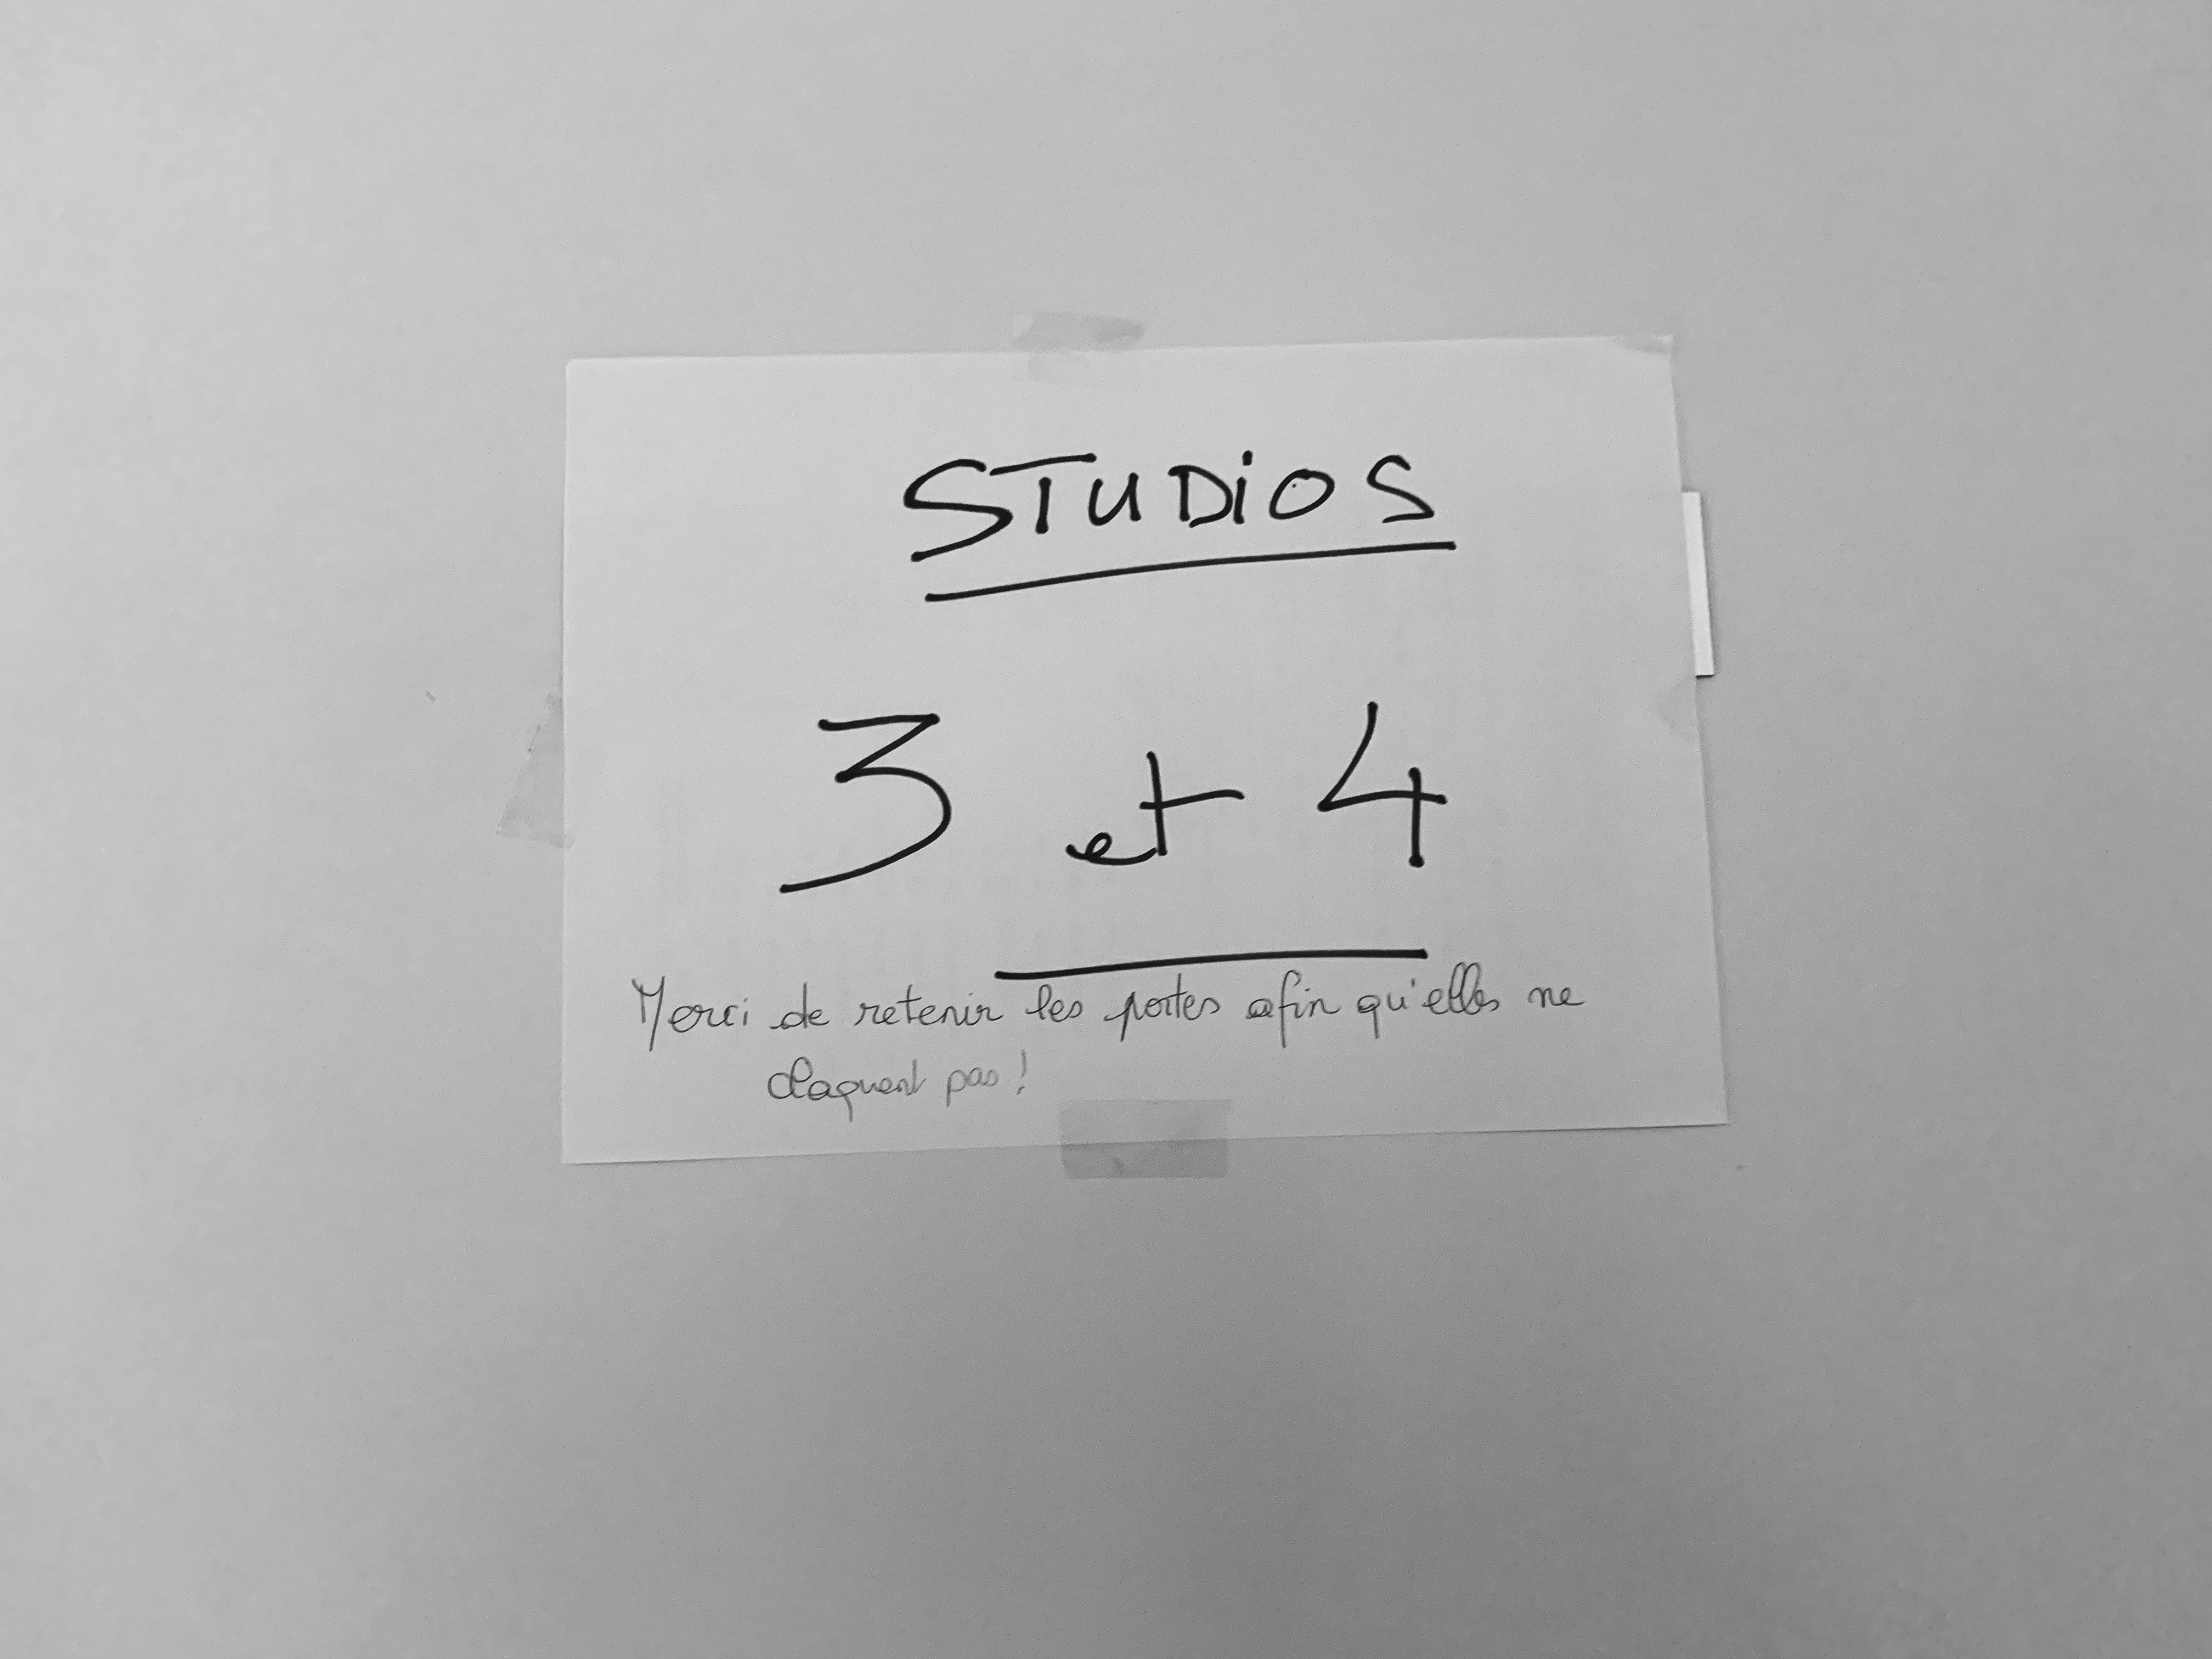 STUDiOS
3 et 4
Merci de retenir les portes afin qu'elles ne
claquent pas !